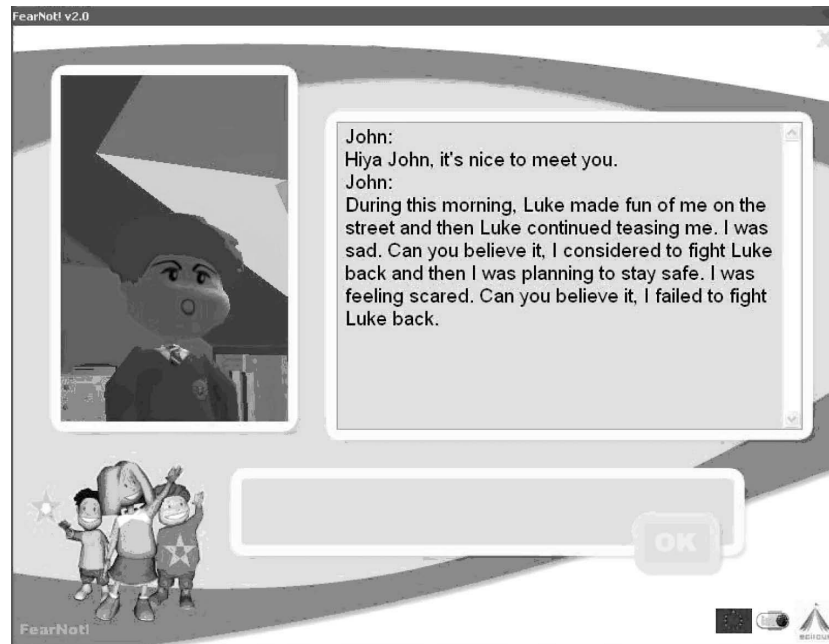 FearNot! v2.0
John:
Hiya John, it's nice to meet you.
John:
During this morning, Luke made fun of me on the
street and then Luke continued teasing me. I was
sad. Can you believe it, I considered to fight Luke
back and then I was planning to stay safe. I was
feeling scared. Can you believe it, I failed to fight
Luke back.
OK
FearNot!